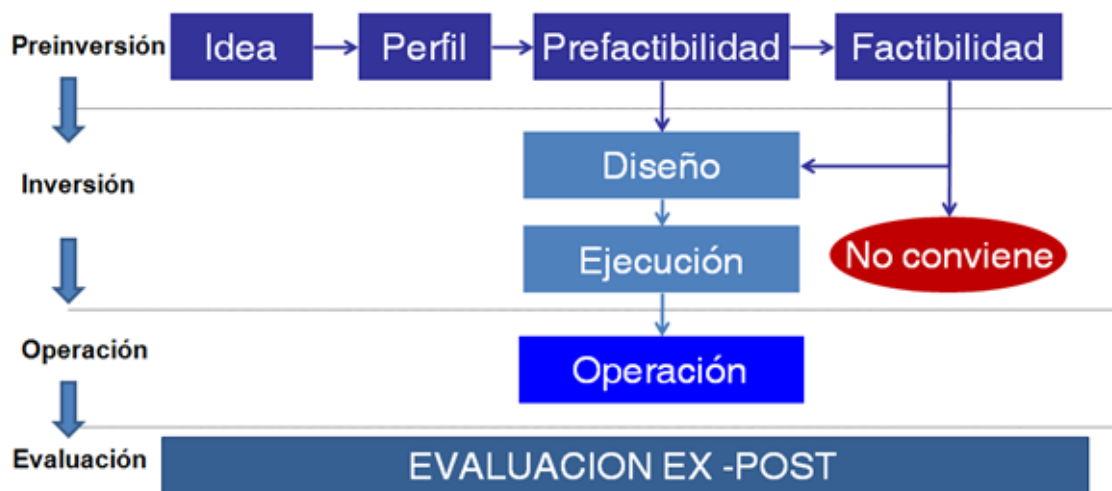 Preinversión
Idea
Perfil
Prefactibilidad
Factibilidad
Inversión
Diseño
Ejecución
No conviene
Operación
Operación
Evaluación
EVALUACION EX -POST